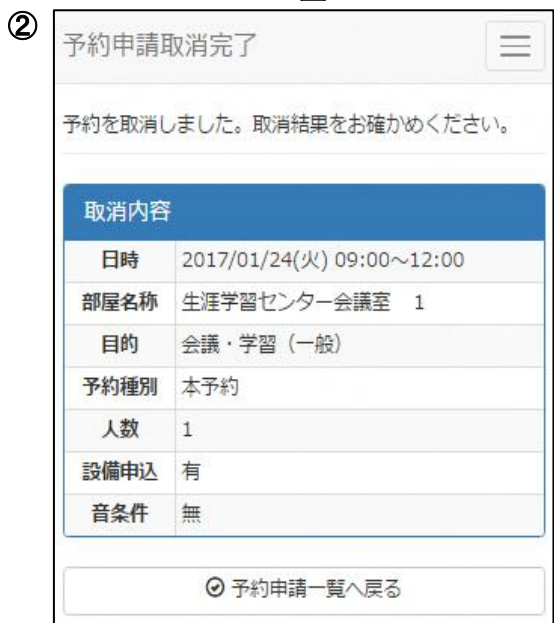 ②
予約申請取消完了
予約を取消しました。取消結果をお確かめください。
取消内容
日時 2017/01/24(火) 09:00～12:00
部屋名称 生涯学習センター会議室　1
目的 会議・学習（一般）
予約種別 本予約
人数 1
設備申込 有
音条件 無
予約申請一覧へ戻る